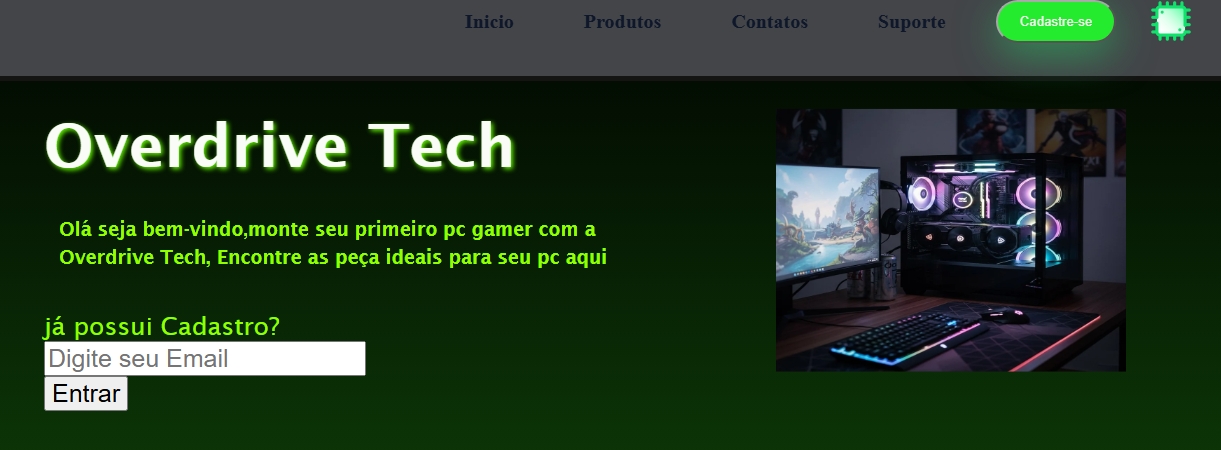 Inicio Produtos Contatos Suporte Cadastre-se
Overdrive Tech
Olá seja bem-vindo,monte seu primeiro pc gamer com a
Overdrive Tech, Encontre as peça ideais para seu pc aqui
já possui Cadastro?
Digite seu Email
Entrar